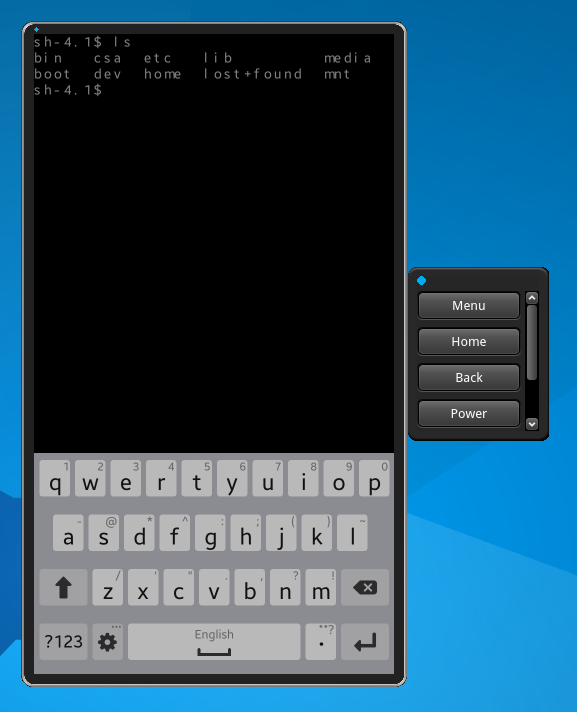 sh-4.1$ ls
bin csa etc lib media
boot dev home lost+found mnt
sh-4.1$
Menu
Home
Back
Power
1 2 3 4 5 6 7 8 9 0
q w e r t y u i o p
- @ * ^ : ; ( ) ~
a s d f g h j k l
/ ' " . , ? !
z x c v b n m
?123 English . ?